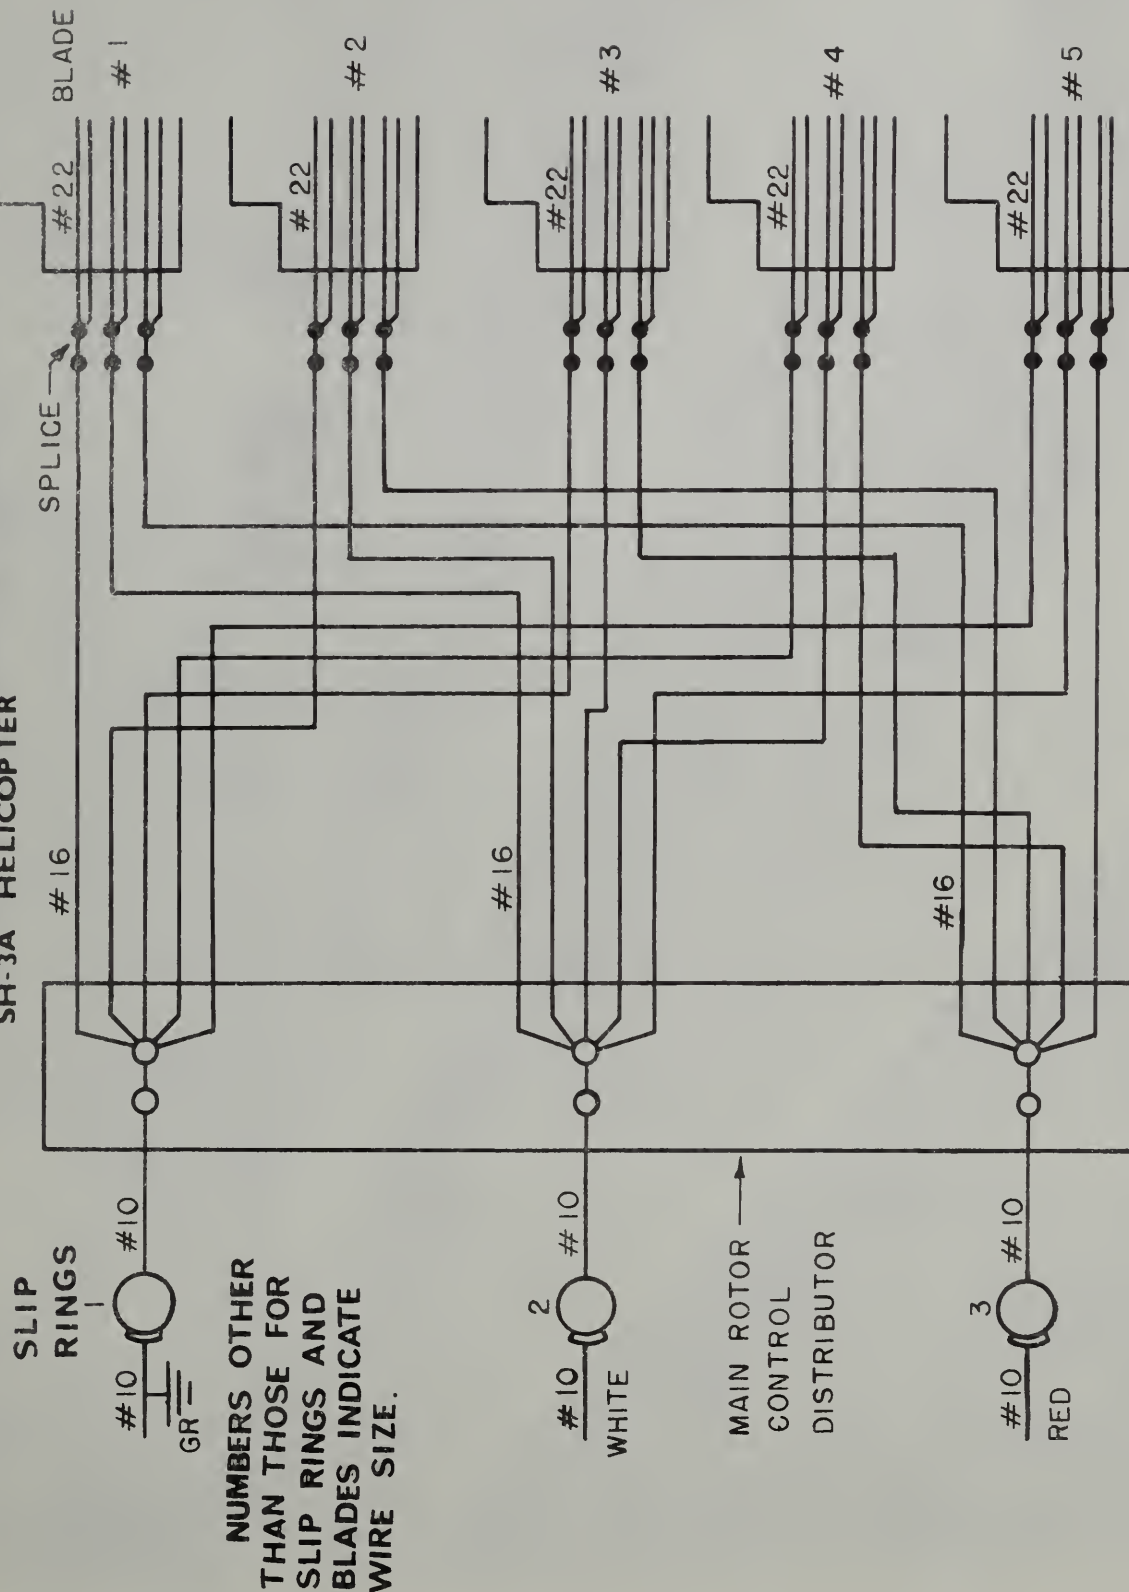 SH-3A HELICOPTER
SLIP
RINGS
1
#10
#10
GR
#16
SPLICE
#22
BLADE
#1
#22
#2
NUMBERS OTHER
THAN THOSE FOR
SLIP RINGS AND
BLADES INDICATE
WIRE SIZE.
2
#10
#10
WHITE
#16
#22
#3
MAIN ROTOR
CONTROL
DISTRIBUTOR
#22
#4
3
#10
#10
RED
#16
#22
#5